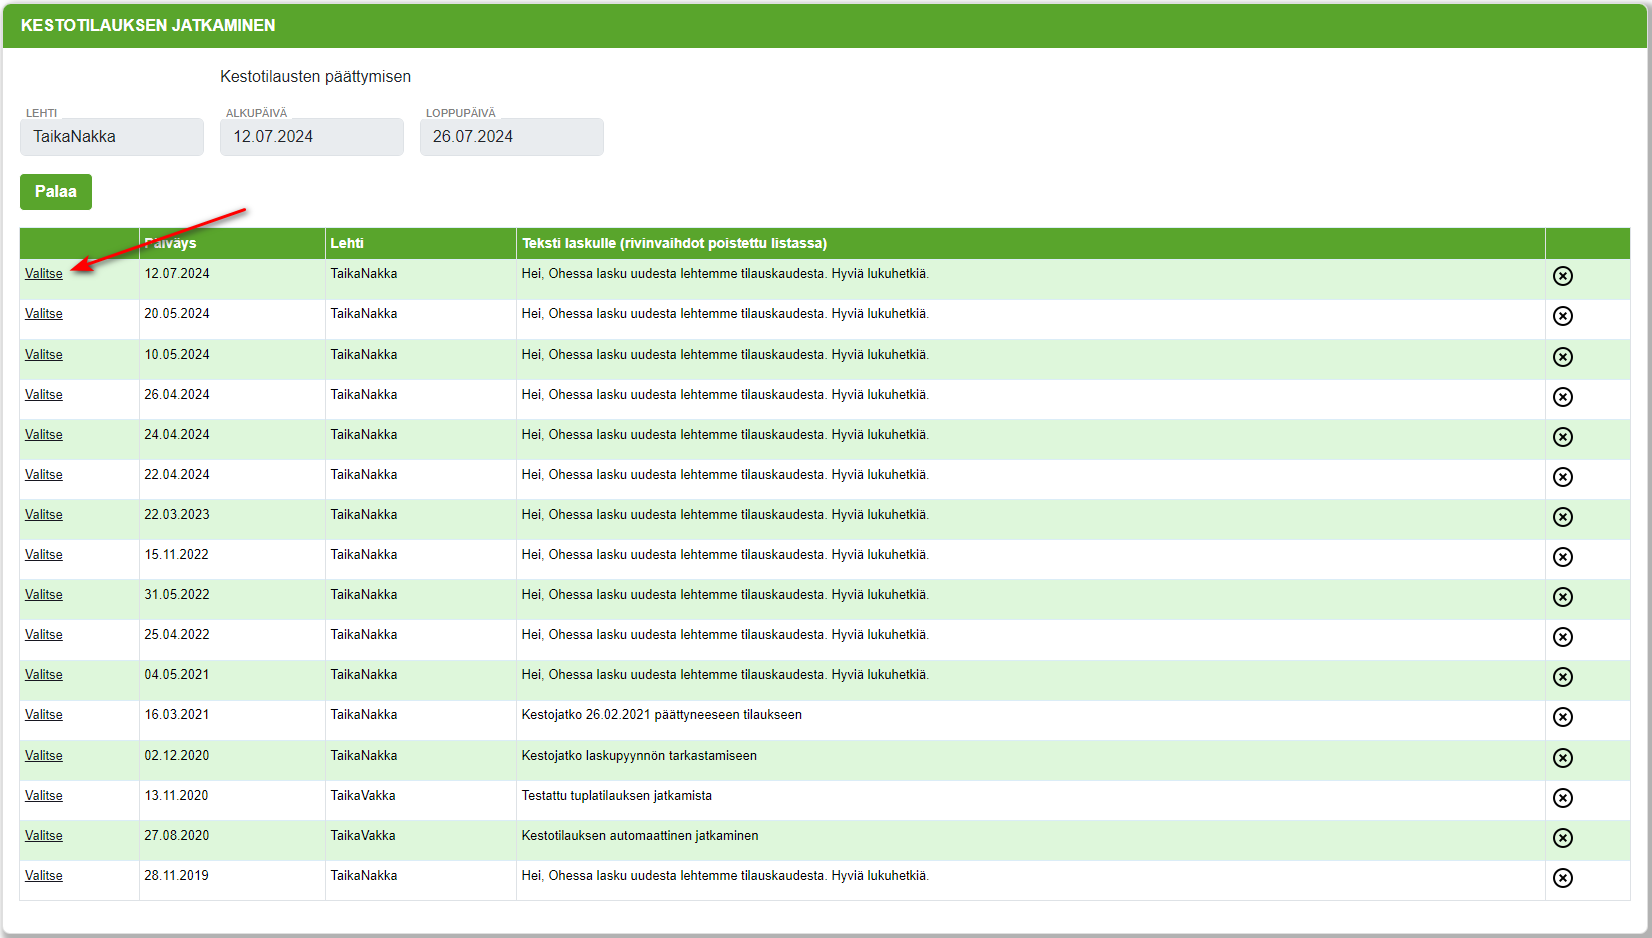 KESTOTILAUKSEN JATKAMINEN
Kestotilausten päättymisen
LEHTI ALKUPÄIVÄ LOPPUPÄIVÄ
TaikaNakka 12.07.2024 26.07.2024
Palaa
Päiväys Lehti Teksti laskulle (rivinvaihdot poistettu listassa)
Valitse 12.07.2024 TaikaNakka Hei, Ohessa lasku uudesta lehtemme tilauskaudesta. Hyviä lukuhetkiä.
Valitse 20.05.2024 TaikaNakka Hei, Ohessa lasku uudesta lehtemme tilauskaudesta. Hyviä lukuhetkiä.
Valitse 10.05.2024 TaikaNakka Hei, Ohessa lasku uudesta lehtemme tilauskaudesta. Hyviä lukuhetkiä.
Valitse 26.04.2024 TaikaNakka Hei, Ohessa lasku uudesta lehtemme tilauskaudesta. Hyviä lukuhetkiä.
Valitse 24.04.2024 TaikaNakka Hei, Ohessa lasku uudesta lehtemme tilauskaudesta. Hyviä lukuhetkiä.
Valitse 22.04.2024 TaikaNakka Hei, Ohessa lasku uudesta lehtemme tilauskaudesta. Hyviä lukuhetkiä.
Valitse 22.03.2023 TaikaNakka Hei, Ohessa lasku uudesta lehtemme tilauskaudesta. Hyviä lukuhetkiä.
Valitse 15.11.2022 TaikaNakka Hei, Ohessa lasku uudesta lehtemme tilauskaudesta. Hyviä lukuhetkiä.
Valitse 31.05.2022 TaikaNakka Hei, Ohessa lasku uudesta lehtemme tilauskaudesta. Hyviä lukuhetkiä.
Valitse 25.04.2022 TaikaNakka Hei, Ohessa lasku uudesta lehtemme tilauskaudesta. Hyviä lukuhetkiä.
Valitse 04.05.2021 TaikaNakka Hei, Ohessa lasku uudesta lehtemme tilauskaudesta. Hyviä lukuhetkiä.
Valitse 16.03.2021 TaikaNakka Kestojatko 26.02.2021 päättyneeseen tilaukseen
Valitse 02.12.2020 TaikaNakka Kestojatko laskupyynnön tarkastamiseen
Valitse 13.11.2020 TaikaVakka Testattu tuplatilauksen jatkamista
Valitse 27.08.2020 TaikaVakka Kestotilauksen automaattinen jatkaminen
Valitse 28.11.2019 TaikaNakka Hei, Ohessa lasku uudesta lehtemme tilauskaudesta. Hyviä lukuhetkiä.